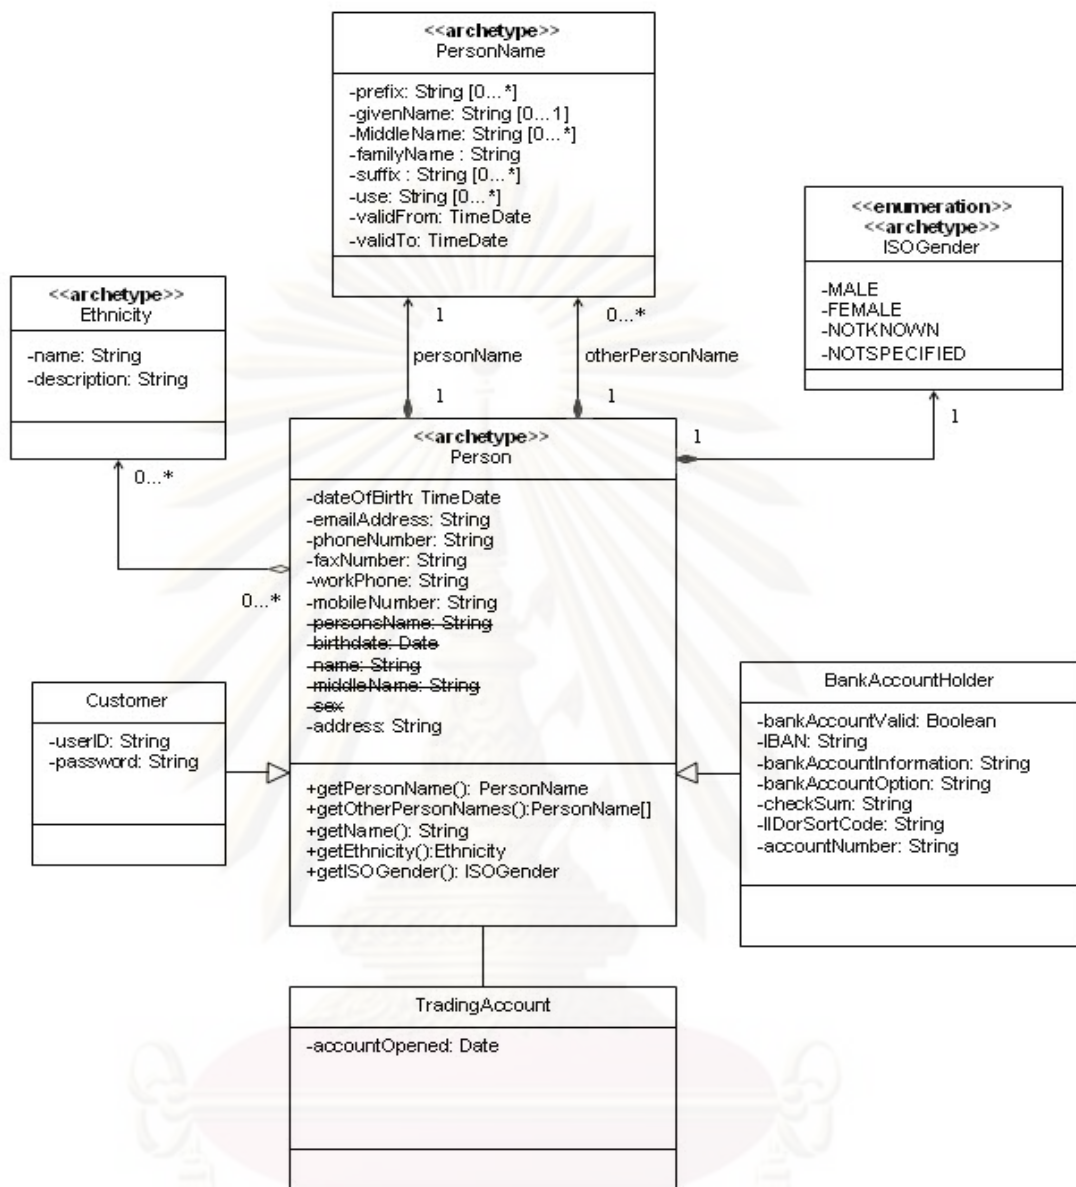 <<archetype>>
PersonName
-prefix: String [0...*]
-givenName: String [0...1]
-MiddleName: String [0...*]
-familyName : String
-suffix : String [0...*]
-use: String [0...*]
-validFrom: TimeDate
-validTo: TimeDate
<<enumeration>>
<<archetype>>
ISOGender
-MALE
-FEMALE
-NOTKNOWN
-NOTSPECIFIED
<<archetype>>
Ethnicity
-name: String
-description: String
1
0...*
personName
otherPersonName
1
1
1
1
0...*
0...*
<<archetype>>
Person
-dateOfBirth: TimeDate
-emailAddress: String
-phoneNumber: String
-faxNumber: String
-workPhone: String
-mobileNumber: String
-personsName: String
-birthdate: Date
-name: String
-middleName: String
-sex
-address: String
+getPersonName(): PersonName
+getOtherPersonNames():PersonName[]
+getName(): String
+getEthnicity():Ethnicity
+getISOGender(): ISOGender
Customer
-userID: String
-password: String
BankAccountHolder
-bankAccountValid: Boolean
-IBAN: String
-bankAccountInformation: String
-bankAccountOption: String
-checkSum: String
-IIDorSortCode: String
-accountNumber: String
TradingAccount
-accountOpened: Date